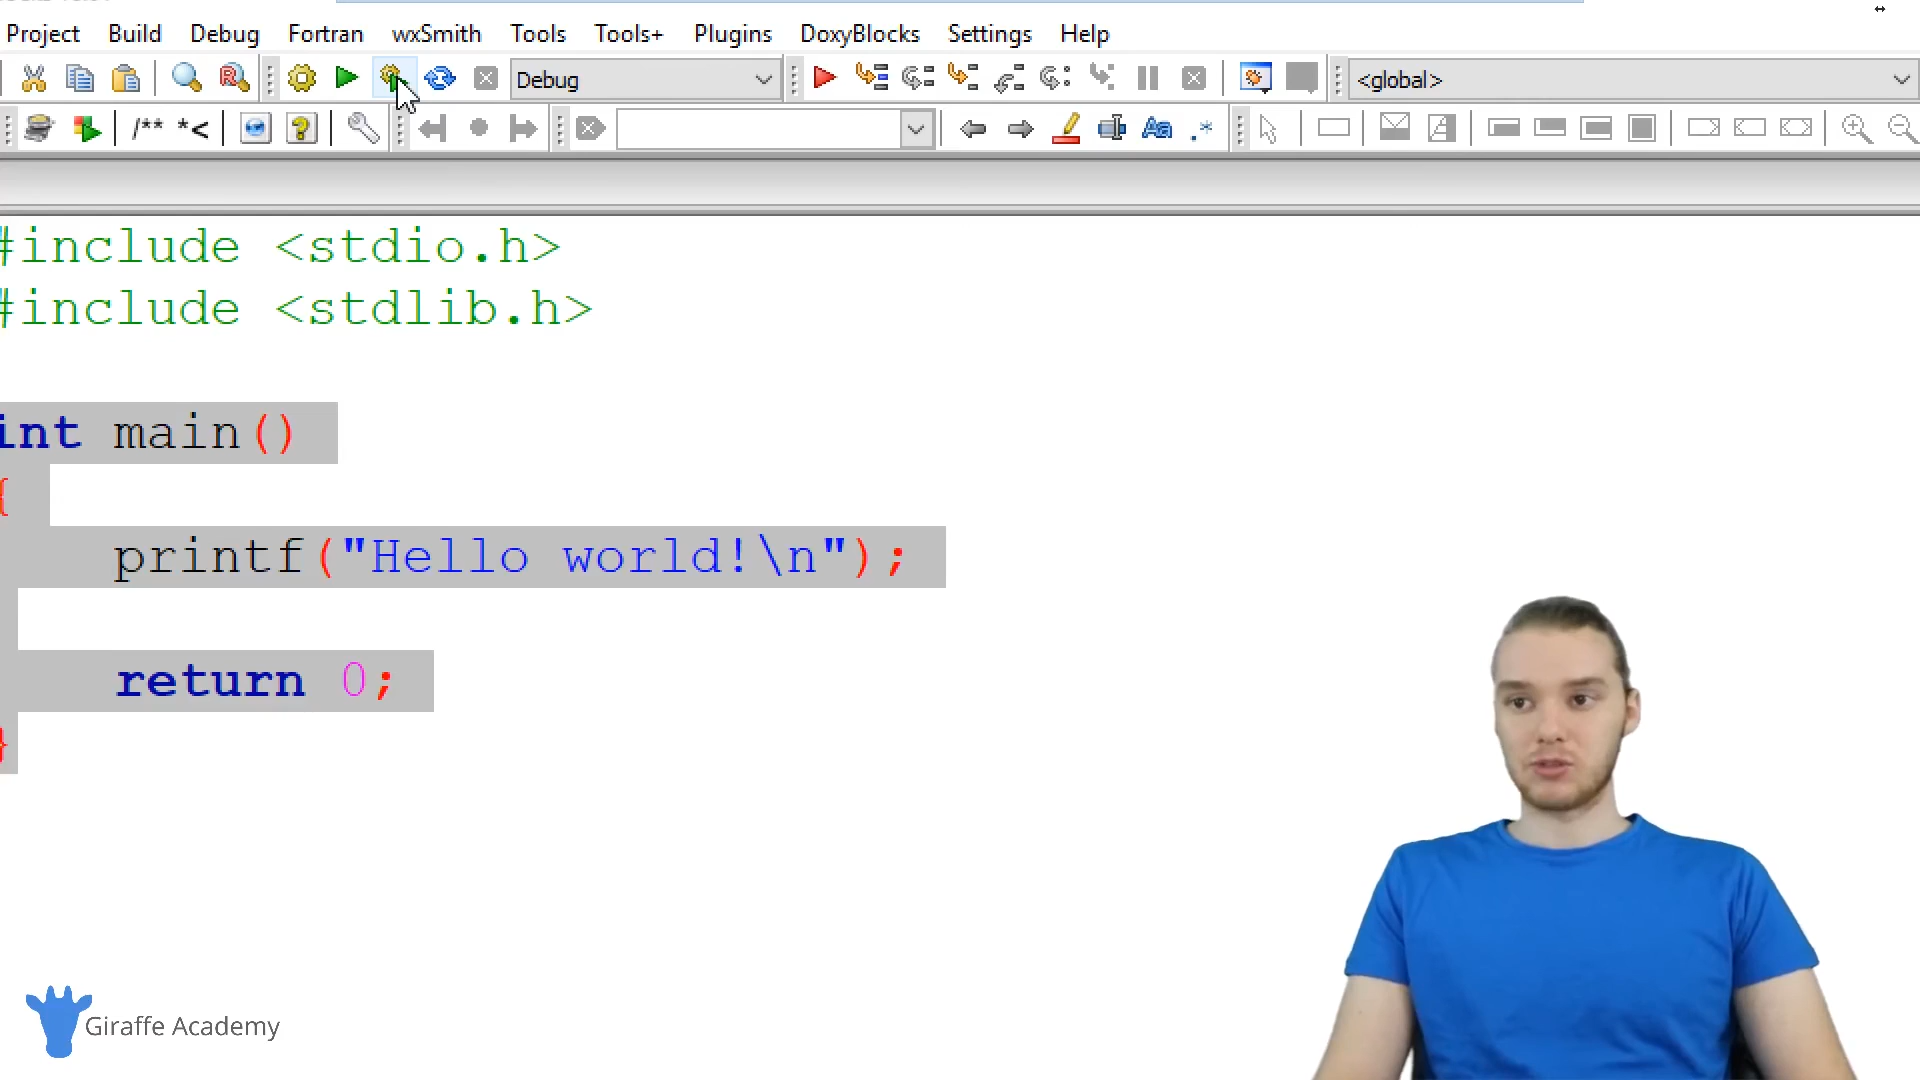 Project Build Debug Fortran wxSmith Tools Tools+ Plugins DoxyBlocks Settings Help
Debug <global>
/** *<
#include <stdio.h>
#include <stdlib.h>
int main()
{
printf("Hello world!\n");
return 0;
}
Giraffe Academy